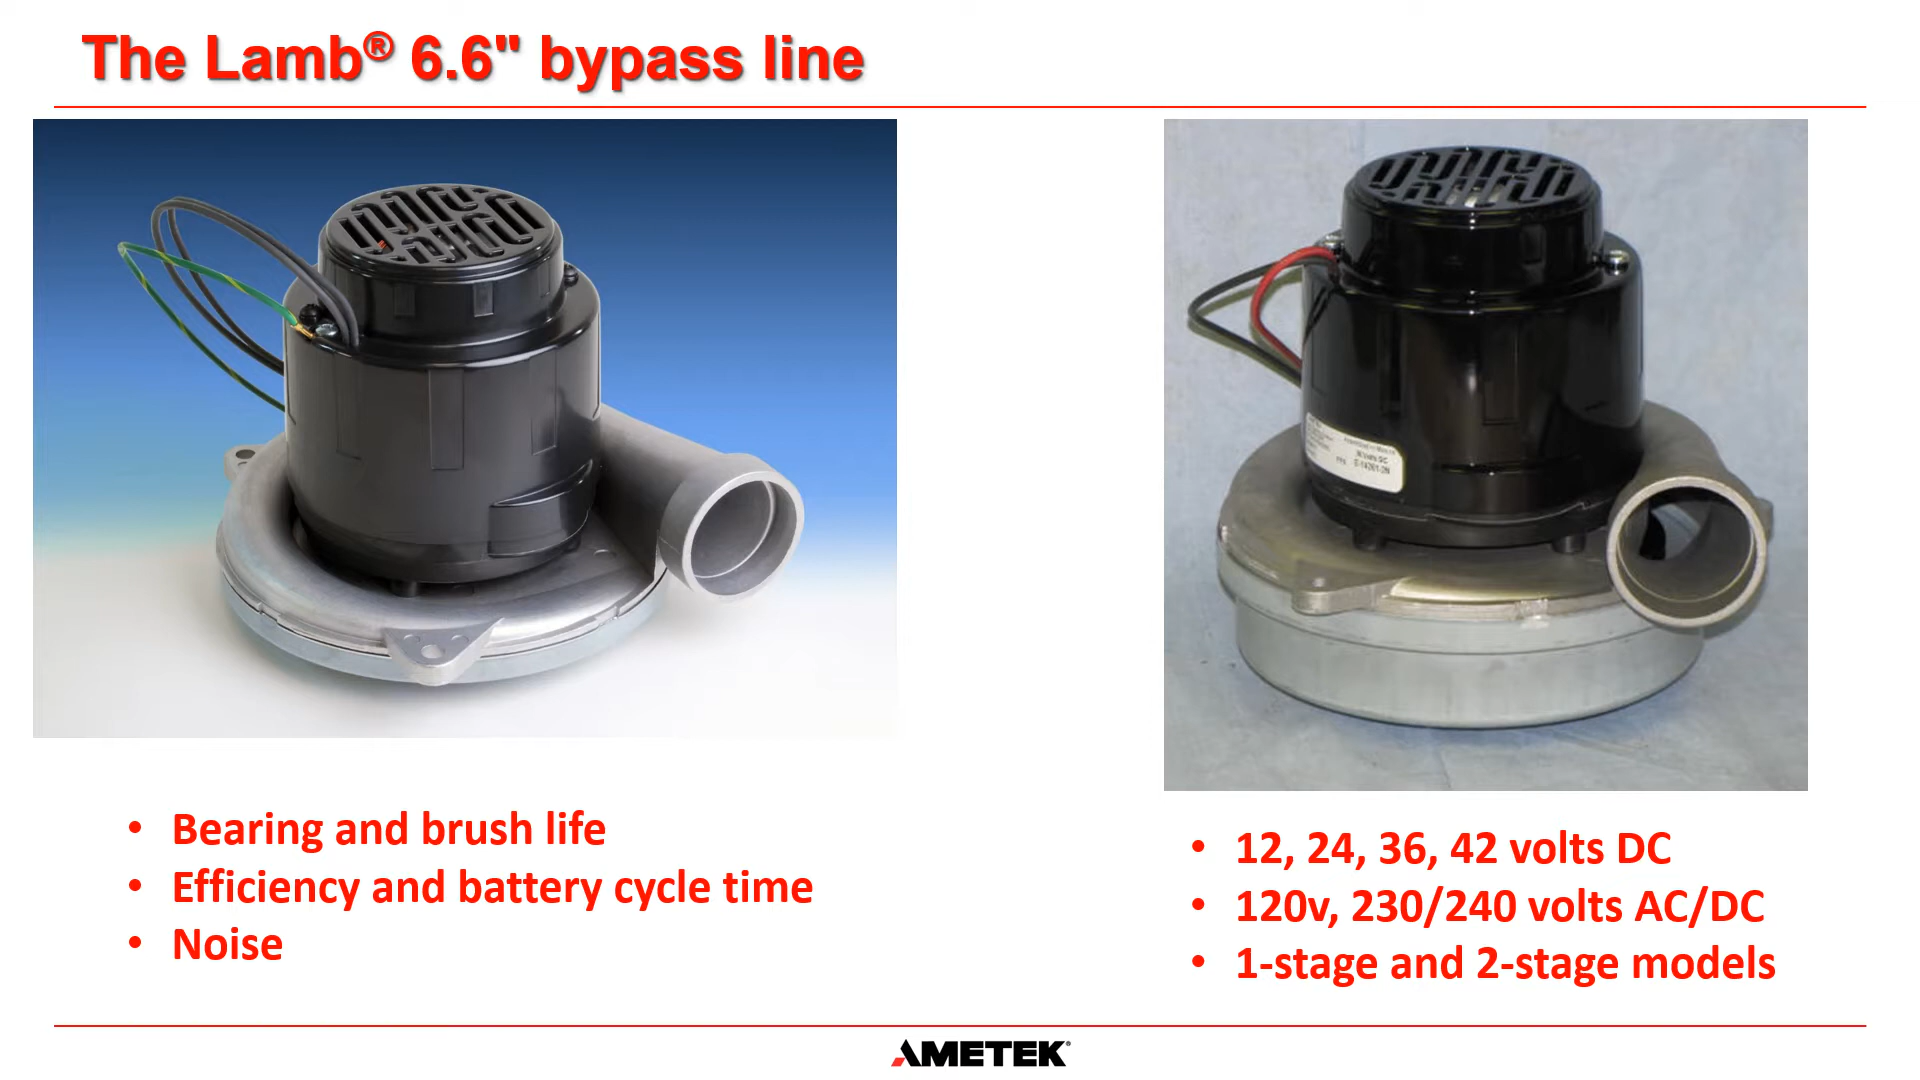 The Lamb® 6.6" bypass line
• Bearing and brush life
• Efficiency and battery cycle time
• Noise
• 12, 24, 36, 42 volts DC
• 120v, 230/240 volts AC/DC
• 1-stage and 2-stage models
AMETEK®